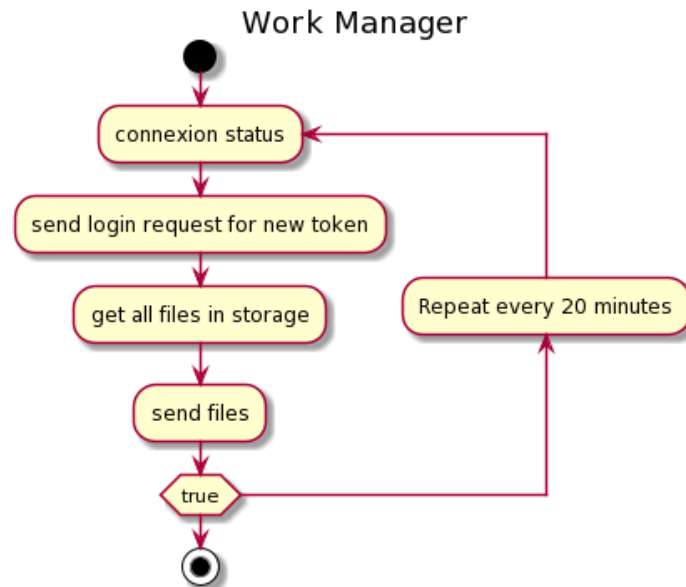 Work Manager
connexion status
send login request for new token
get all files in storage
Repeat every 20 minutes
send files
true